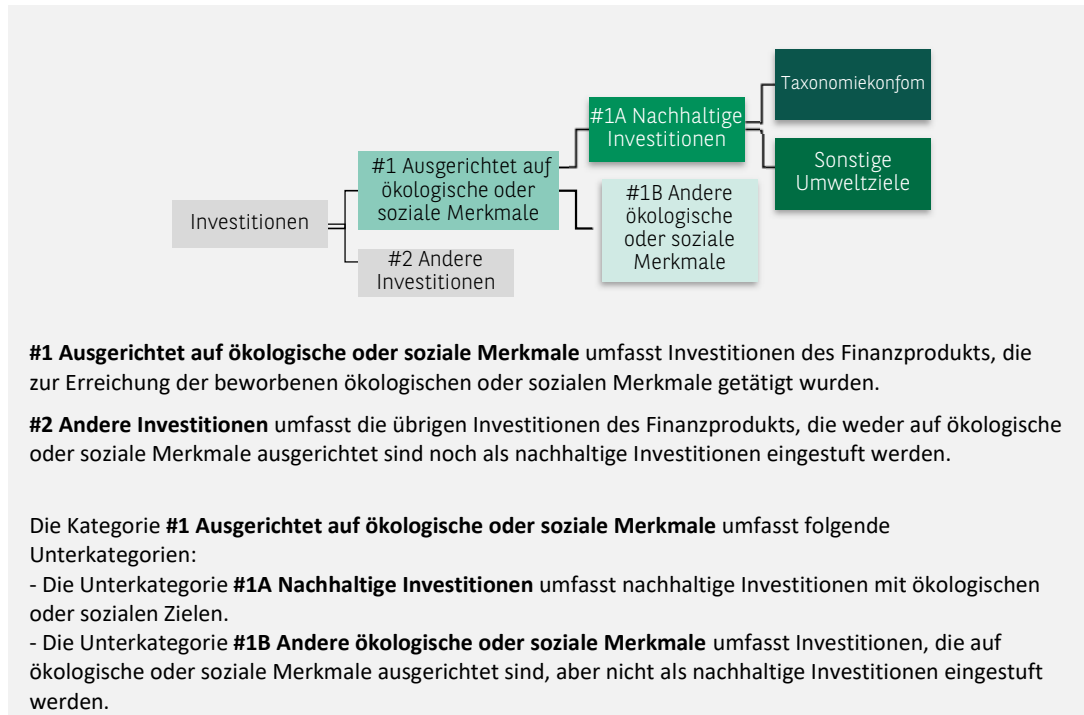 Taxonomiekonfom
#1A Nachhaltige
Investitionen
Sonstige
Umweltziele
#1 Ausgerichtet auf
ökologische oder
soziale Merkmale
#1B Andere
ökologische
oder soziale
Merkmale
Investitionen
#2 Andere
Investitionen
#1 Ausgerichtet auf ökologische oder soziale Merkmale umfasst Investitionen des Finanzprodukts, die
zur Erreichung der beworbenen ökologischen oder sozialen Merkmale getätigt wurden.
#2 Andere Investitionen umfasst die übrigen Investitionen des Finanzprodukts, die weder auf ökologische
oder soziale Merkmale ausgerichtet sind noch als nachhaltige Investitionen eingestuft werden.
Die Kategorie #1 Ausgerichtet auf ökologische oder soziale Merkmale umfasst folgende
Unterkategorien:
- Die Unterkategorie #1A Nachhaltige Investitionen umfasst nachhaltige Investitionen mit ökologischen
oder sozialen Zielen.
- Die Unterkategorie #1B Andere ökologische oder soziale Merkmale umfasst Investitionen, die auf
ökologische oder soziale Merkmale ausgerichtet sind, aber nicht als nachhaltige Investitionen eingestuft
werden.